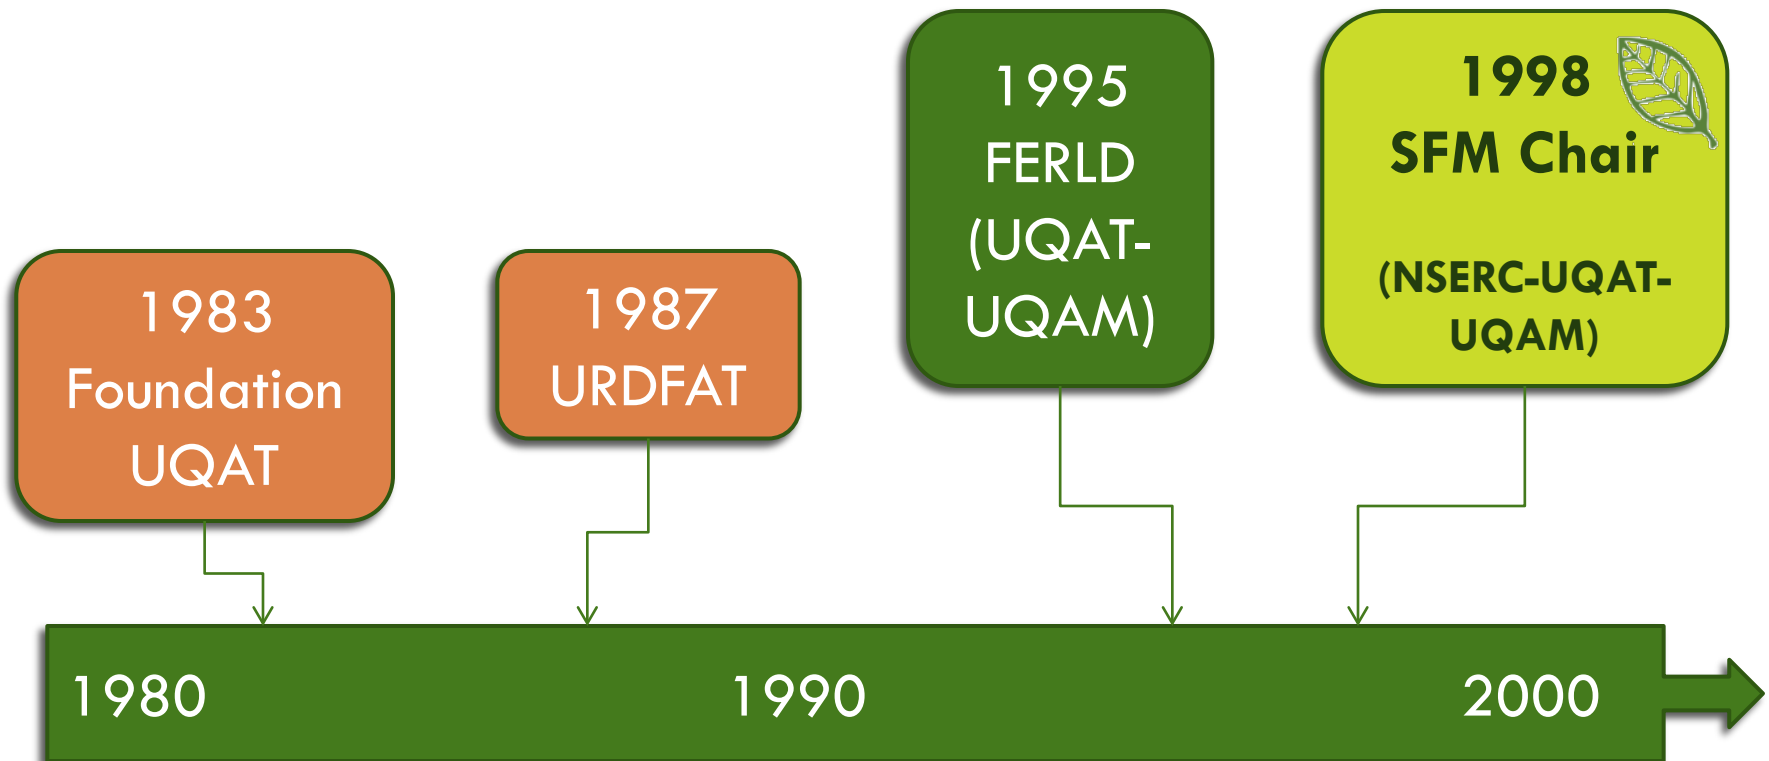 1983
Foundation
UQAT
1987
URDFAT
1995
FERLD
(UQAT-
UQAM)
1998
SFM Chair
(NSERC-UQAT-
UQAM)
1980
1990
2000